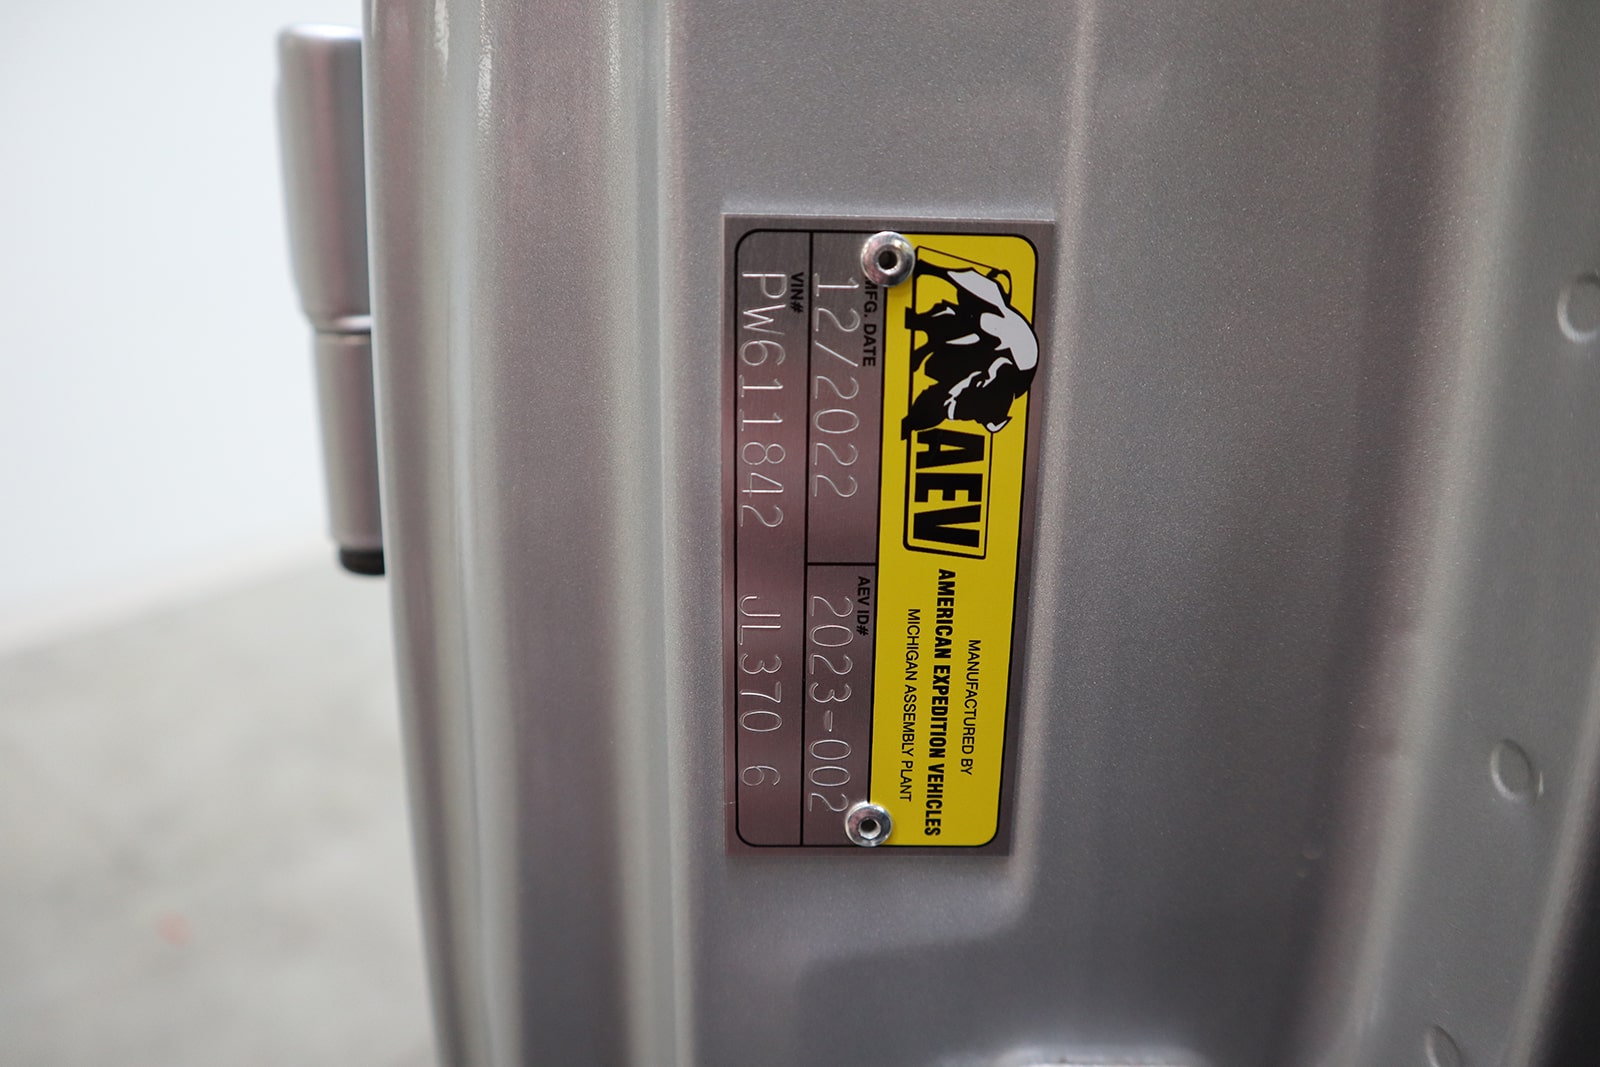 AEV
MANUFACTURED BY
AMERICAN EXPEDITION VEHICLES
MICHIGAN ASSEMBLY PLANT
MFG. DATE
12/2022
AEV ID#
2023-002
VIN#
PW611842 JL370 6